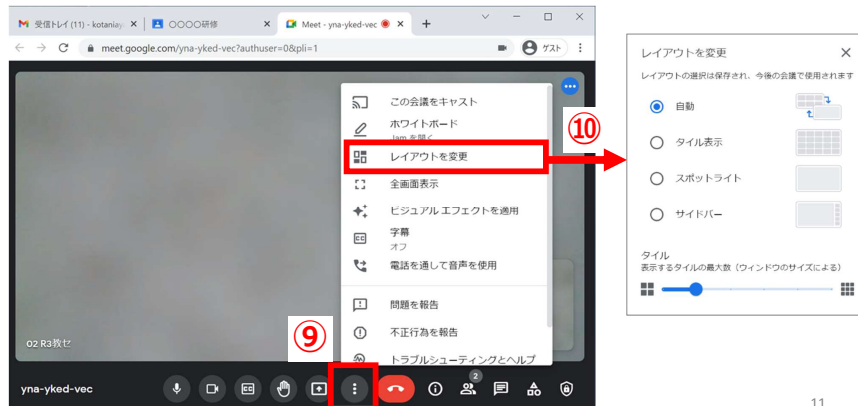 受信トレイ (11) - kotaniay
〇〇〇〇研修
Meet - yna-yked-vec
meet.google.com/yna-yked-vec?authuser=0&pli=1
ゲスト
この会議をキャスト
ホワイトボード
Jam を開く
レイアウトを変更
全画面表示
ビジュアル エフェクトを適用
字幕
オフ
電話を通して音声を使用
問題を報告
不正行為を報告
トラブルシューティングとヘルプ
⑩
⑨
02 R3教セ
yna-yked-vec
2
レイアウトを変更
レイアウトの選択は保存され、今後の会議で使用されます
自動
タイル表示
スポットライト
サイドバー
タイル
表示するタイルの最大数（ウィンドウのサイズによる）
11